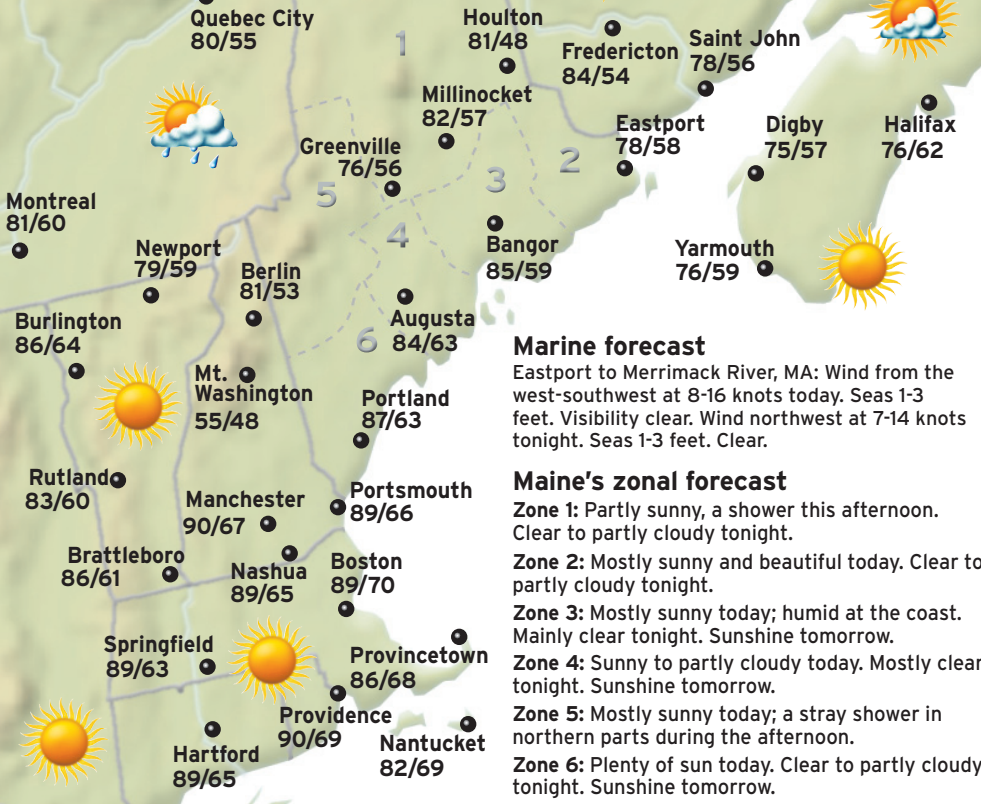 Quebec City
80/55
1
Houlton
81/48
Fredericton
84/54
Saint John
78/56
Millinocket
82/57
Greenville
76/56
Eastport
78/58
Digby
75/57
Halifax
76/62
5
3
2
4
Montreal
81/60
Newport
79/59
Berlin
81/53
Bangor
85/59
Yarmouth
76/59
Burlington
86/64
Augusta
84/63
6
Mt.
Washington
55/48
Portland
87/63
Rutland
83/60
Manchester
90/67
Portsmouth
89/66
Brattleboro
86/61
Nashua
89/65
Boston
89/70
Springfield
89/63
Provincetown
86/68
Providence
90/69
Hartford
89/65
Nantucket
82/69
Marine forecast
Eastport to Merrimack River, MA: Wind from the
west-southwest at 8-16 knots today. Seas 1-3
feet. Visibility clear. Wind northwest at 7-14 knots
tonight. Seas 1-3 feet. Clear.
Maine's zonal forecast
Zone 1: Partly sunny, a shower this afternoon.
Clear to partly cloudy tonight.
Zone 2: Mostly sunny and beautiful today. Clear to
partly cloudy tonight.
Zone 3: Mostly sunny today; humid at the coast.
Mainly clear tonight. Sunshine tomorrow.
Zone 4: Sunny to partly cloudy today. Mostly clear
tonight. Sunshine tomorrow.
Zone 5: Mostly sunny today; a stray shower in
northern parts during the afternoon.
Zone 6: Plenty of sun today. Clear to partly cloudy
tonight. Sunshine tomorrow.